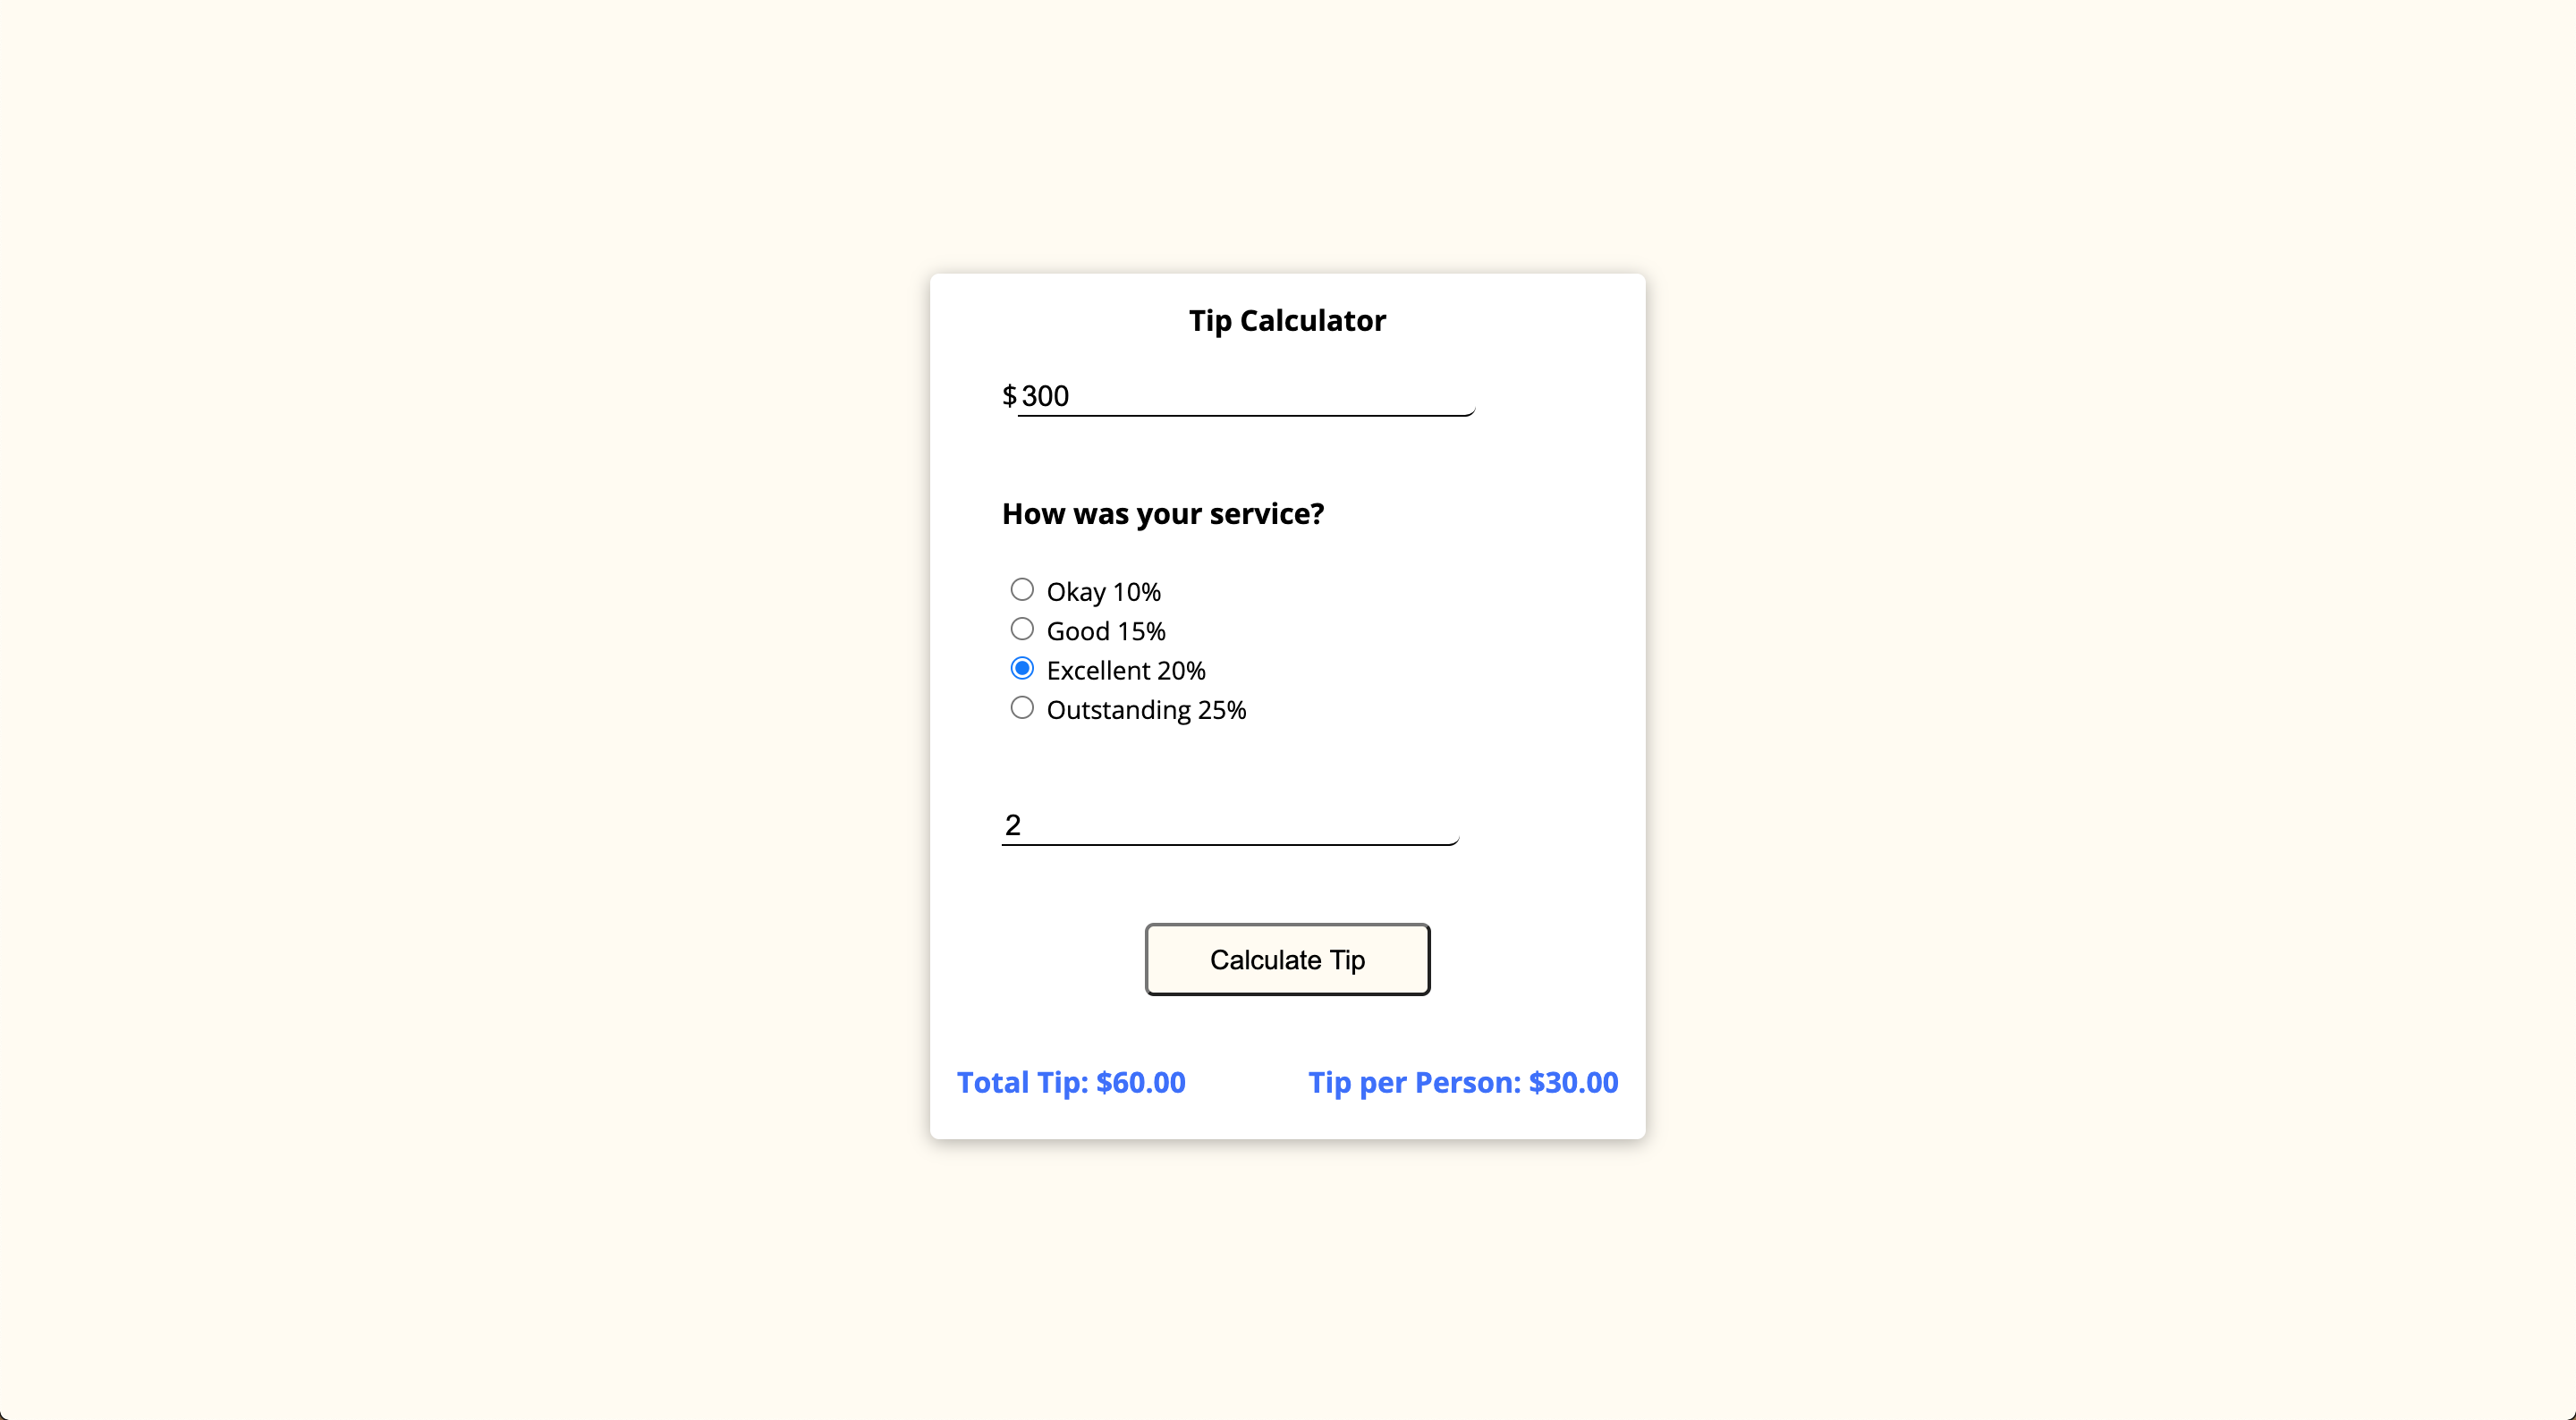 Tip Calculator
$300
How was your service?
Okay 10%
Good 15%
Excellent 20%
Outstanding 25%
2
Calculate Tip
Total Tip: $60.00 Tip per Person: $30.00